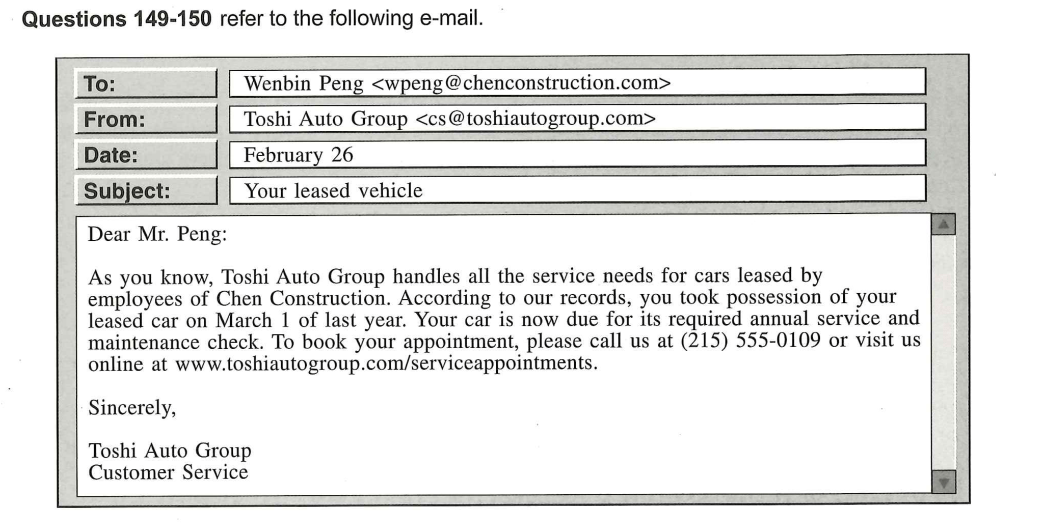 Questions 149-150 refer to the following e-mail.
To: Wenbin Peng <wpeng@chenconstruction.com>
From: Toshi Auto Group <cs@toshiautogroup.com>
Date: February 26
Subject: Your leased vehicle
Dear Mr. Peng:
As you know, Toshi Auto Group handles all the service needs for cars leased by
employees of Chen Construction. According to our records, you took possession of your
leased car on March 1 of last year. Your car is now due for its required annual service and
maintenance check. To book your appointment, please call us at (215) 555-0109 or visit us
online at www.toshiautogroup.com/serviceappointments.
Sincerely,
Toshi Auto Group
Customer Service